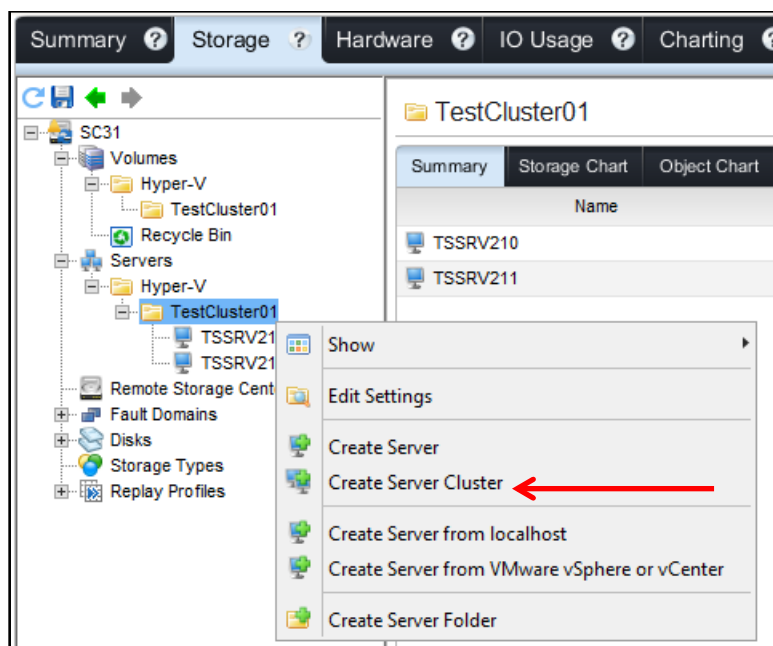 Summary ? Storage ? Hardware ? IO Usage ? Charting ?
SC31
Volumes
Hyper-V
TestCluster01
Recycle Bin
Servers
Hyper-V
TestCluster01
TSSRV21
TSSRV21
Remote Storage Cent
Fault Domains
Disks
Storage Types
Replay Profiles
TestCluster01
Summary Storage Chart Object Chart
Name
TSSRV210
TSSRV211
Show
Edit Settings
Create Server
Create Server Cluster
Create Server from localhost
Create Server from VMware vSphere or vCenter
Create Server Folder